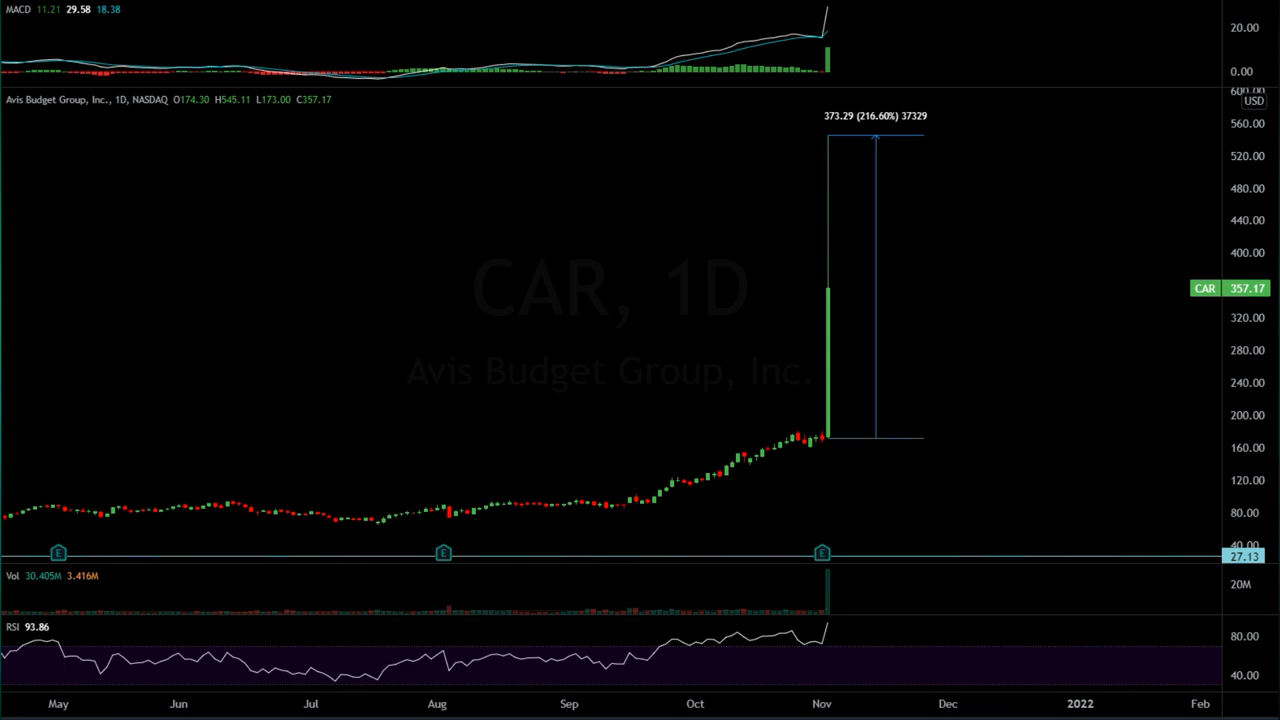 MACD 11.21 29.58 18.38
20.00
0.00
Avis Budget Group, Inc., 1D, NASDAQ O174.30 H545.11 L173.00 C357.17
600.00
USD
373.29 (216.60%) 37329
560.00
520.00
480.00
440.00
400.00
CAR, 1D
Avis Budget Group, Inc.
CAR 357.17
320.00
280.00
240.00
200.00
160.00
120.00
80.00
40.00
E E E
27.13
Vol 30.405M 3.416M
20M
RSI 93.86
80.00
40.00
May Jun Jul Aug Sep Oct Nov Dec 2022 Feb